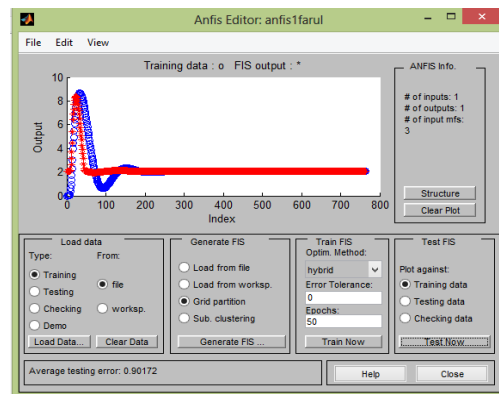 Anfis Editor: anfis1farul
File Edit View
Training data : o FIS output : *
10
8
6
4
2
0
Output
0 100 200 300 400 500 600 700 800
Index
ANFIS Info.
# of inputs: 1
# of outputs: 1
# of input mfs:
3
Structure
Clear Plot
Load data
Type: From:
Training
Testing
Checking
Demo
file
worksp.
Load Data... Clear Data
Generate FIS
Load from file
Load from worksp.
Grid partition
Sub. clustering
Generate FIS ...
Train FIS
Optim. Method:
hybrid
Error Tolerance:
0
Epochs:
50
Train Now
Test FIS
Plot against:
Training data
Testing data
Checking data
Test Now
Average testing error: 0.90172
Help Close